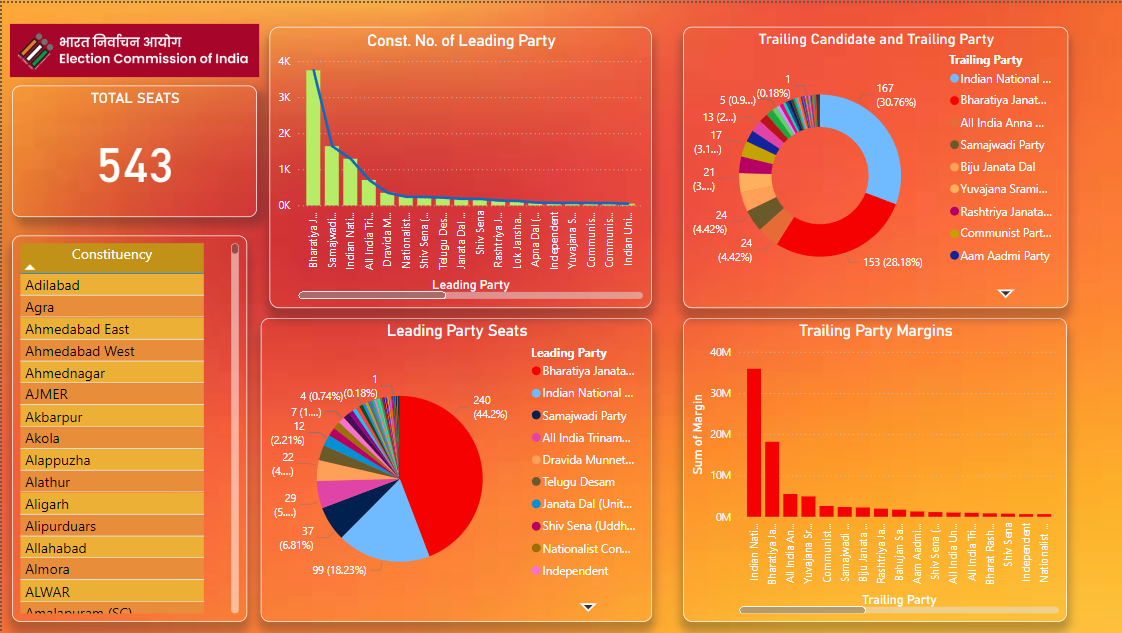 भारत निर्वाचन आयोग
Election Commission of India
TOTAL SEATS
543
Constituency
Adilabad
Agra
Ahmedabad East
Ahmedabad West
Ahmednagar
AJMER
Akbarpur
Akola
Alappuzha
Alathur
Aligarh
Alipurduars
Allahabad
Almora
ALWAR
Amalapuram (SC)
Const. No. of Leading Party
4K
3K
2K
1K
0K
Bharatiya J...
Samajwadi...
Indian Nati...
All India Tri...
Dravida M...
Nationalist...
Shiv Sena (...
Telugu Des...
Janata Dal ...
Shiv Sena
Rashtriya J...
Lok Jansha...
Apna Dal (...
Independent
Yuvajana S...
Communis...
Communis...
Indian Uni...
Leading Party
Trailing Candidate and Trailing Party
167
(30.76%)
153 (28.18%)
24
(4.42%)
24
(4.42%)
21
(3....)
17
(3.1...)
13 (2...)
5 (0.9...)
1
(0.18%)
Trailing Party
Indian National ...
Bharatiya Janat...
All India Anna ...
Samajwadi Party
Biju Janata Dal
Yuvajana Srami...
Rashtriya Janata...
Communist Part...
Aam Aadmi Party
Leading Party Seats
240
(44.2%)
99 (18.23%)
37
(6.81%)
29
(5....)
22
(4....)
12
(2.21%)
7 (1....)
4 (0.74%)
1
(0.18%)
Leading Party
Bharatiya Janata...
Indian National ...
Samajwadi Party
All India Trinam...
Dravida Munnet...
Telugu Desam
Janata Dal (Unit...
Shiv Sena (Uddh...
Nationalist Con...
Independent
Trailing Party Margins
Sum of Margin
40M
30M
20M
10M
0M
Indian Nati...
Bharatiya Ja...
All India An...
Yuvajana Sr...
Communist...
Samajwadi ...
Biju Janata ...
Rashtriya Ja...
Bahujan Sa...
Aam Aadmi...
Shiv Sena (...
All India Un...
All India Tri...
Bharat Rash...
Shiv Sena
Independent
Nationalist ...
Trailing Party